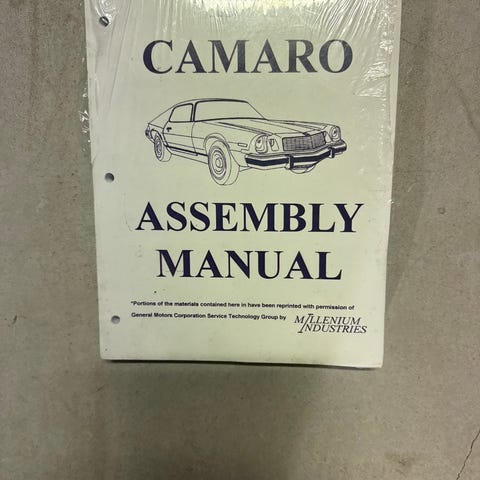 CAMARO
ASSEMBLY
MANUAL
*Portions of the materials contained here in have been reprinted with permission of
General Motors Corporation Service Technology Group by
MILLENIUM
INDUSTRIES